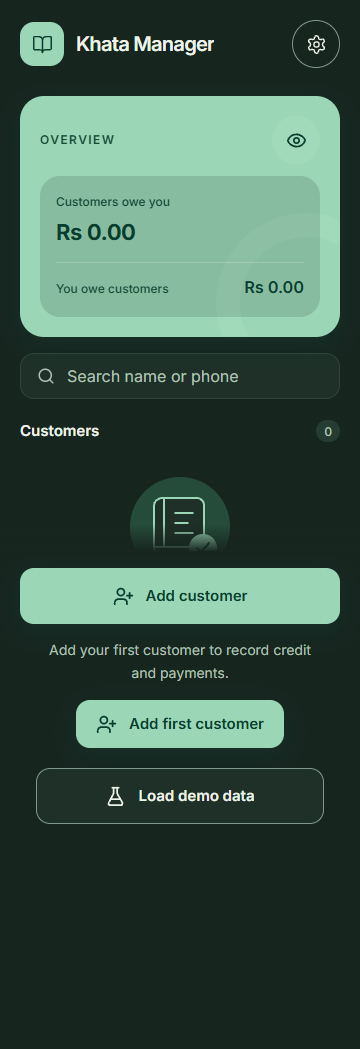 Khata Manager
OVERVIEW
Customers owe you
Rs 0.00
You owe customers
Rs 0.00
Search name or phone
Customers
0
Add customer
Add your first customer to record credit
and payments.
Add first customer
Load demo data